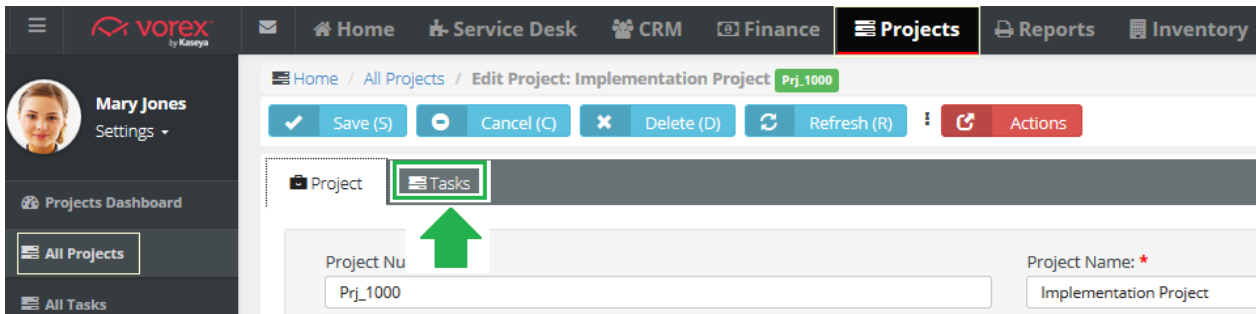 vorex Home Service Desk CRM Finance Projects Reports Inventory
by Kaseya
Home / All Projects / Edit Project: Implementation Project Prj_1000
Mary Jones
Settings
Save (S) Cancel (C) Delete (D) Refresh (R) Actions
Project Tasks
Projects Dashboard
All Projects
All Tasks
Project Nu Project Name: *
Prj_1000 Implementation Project